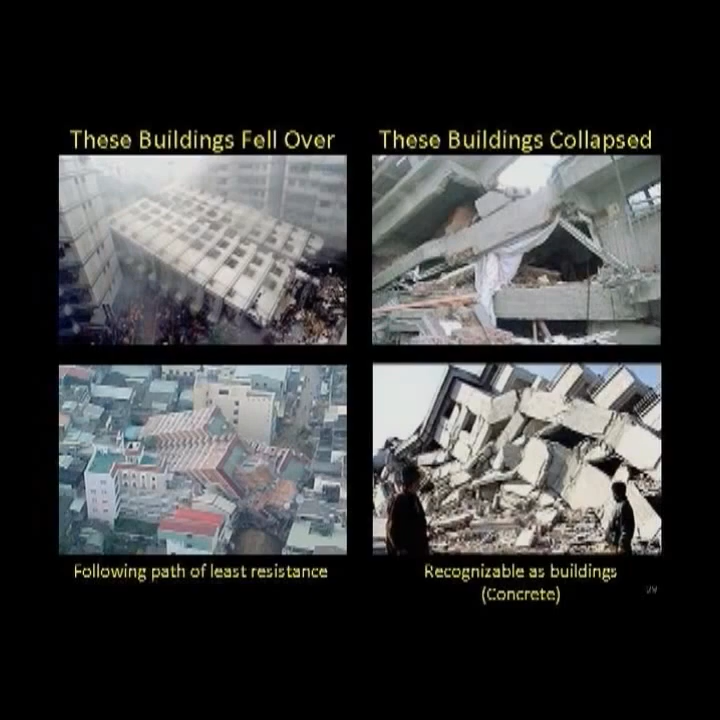 These Buildings Fell Over
These Buildings Collapsed
Following path of least resistance
Recognizable as buildings
(Concrete)